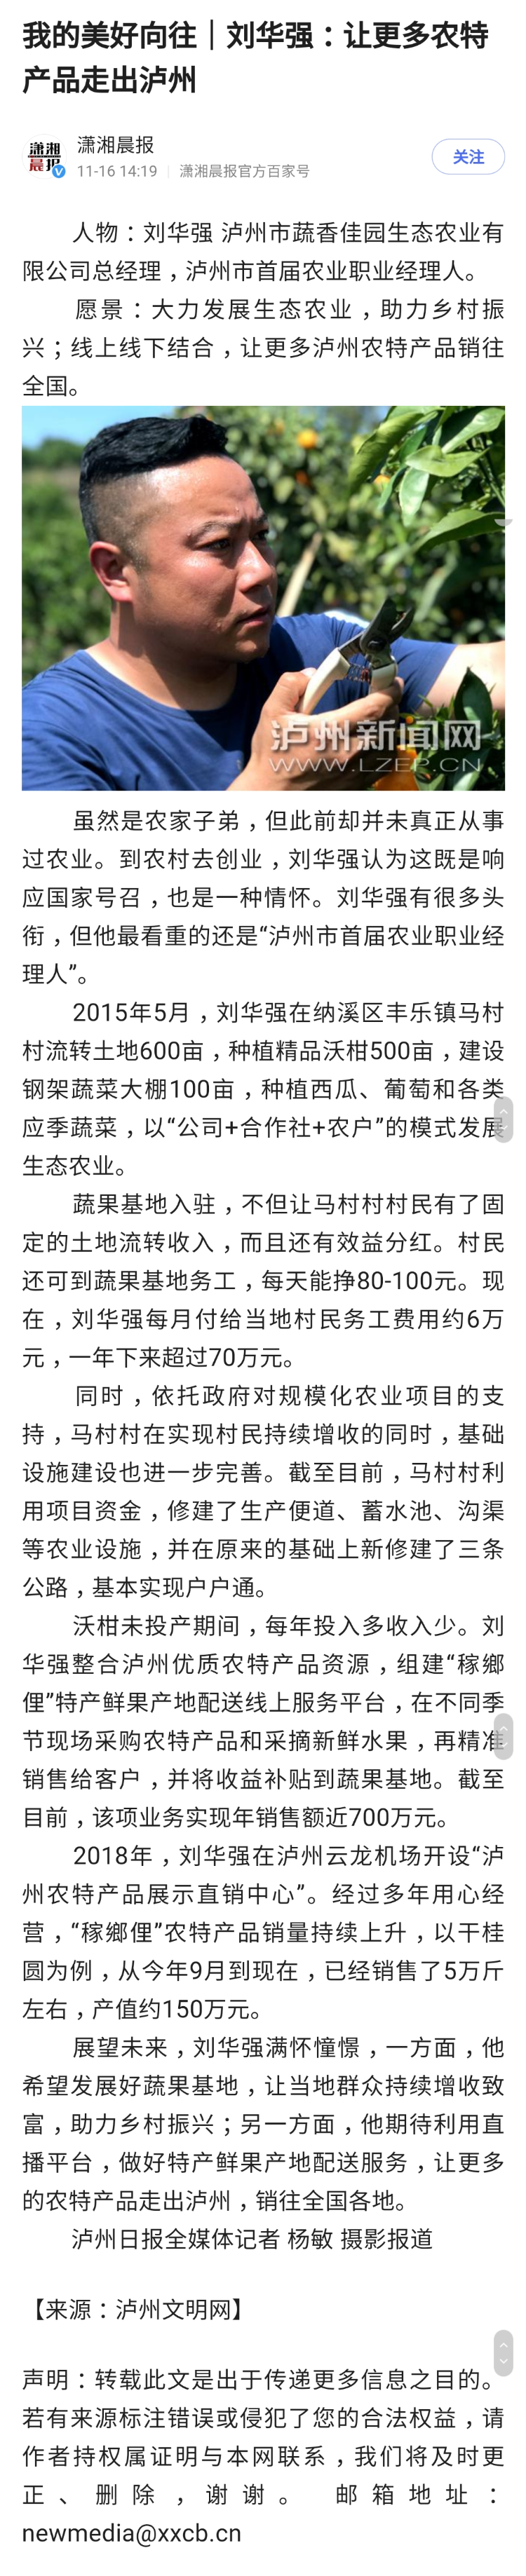 我的美好向往｜刘华强：让更多农特
产品走出泸州
潇湘晨报
潇湘
晨报
11-16 14:19 | 潇湘晨报官方百家号
关注
人物：刘华强 泸州市蔬香佳园生态农业有
限公司总经理，泸州市首届农业职业经理人。
愿景：大力发展生态农业，助力乡村振
兴；线上线下结合，让更多泸州农特产品销往
全国。
泸州新闻网
WWW.LZEP.CN
虽然是农家子弟，但此前却并未真正从事
过农业。到农村去创业，刘华强认为这既是响
应国家号召，也是一种情怀。刘华强有很多头
衔，但他最看重的还是“泸州市首届农业职业经
理人”。
2015年5月，刘华强在纳溪区丰乐镇马村
村流转土地600亩，种植精品沃柑500亩，建设
钢架蔬菜大棚100亩，种植西瓜、葡萄和各类
应季蔬菜，以“公司+合作社+农户”的模式发展
生态农业。
蔬果基地入驻，不但让马村村村民有了固
定的土地流转收入，而且还有效益分红。村民
还可到蔬果基地务工，每天能挣80-100元。现
在，刘华强每月付给当地村民务工费用约6万
元，一年下来超过70万元。
同时，依托政府对规模化农业项目的支
持，马村村在实现村民持续增收的同时，基础
设施建设也进一步完善。截至目前，马村村利
用项目资金，修建了生产便道、蓄水池、沟渠
等农业设施，并在原来的基础上新修建了三条
公路，基本实现户户通。
沃柑未投产期间，每年投入多收入少。刘
华强整合泸州优质农特产品资源，组建“稼鄉
俚”特产鲜果产地配送线上服务平台，在不同季
节现场采购农特产品和采摘新鲜水果，再精准
销售给客户，并将收益补贴到蔬果基地。截至
目前，该项业务实现年销售额近700万元。
2018年，刘华强在泸州云龙机场开设“泸
州农特产品展示直销中心”。经过多年用心经
营，“稼鄉俚”农特产品销量持续上升，以干桂
圆为例，从今年9月到现在，已经销售了5万斤
左右，产值约150万元。
展望未来，刘华强满怀憧憬，一方面，他
希望发展好蔬果基地，让当地群众持续增收致
富，助力乡村振兴；另一方面，他期待利用直
播平台，做好特产鲜果产地配送服务，让更多
的农特产品走出泸州，销往全国各地。
泸州日报全媒体记者 杨敏 摄影报道
【来源：泸州文明网】
声明：转载此文是出于传递更多信息之目的。
若有来源标注错误或侵犯了您的合法权益，请
作者持权属证明与本网联系，我们将及时更
正、删除，谢谢。 邮箱地址：
newmedia@xxcb.cn